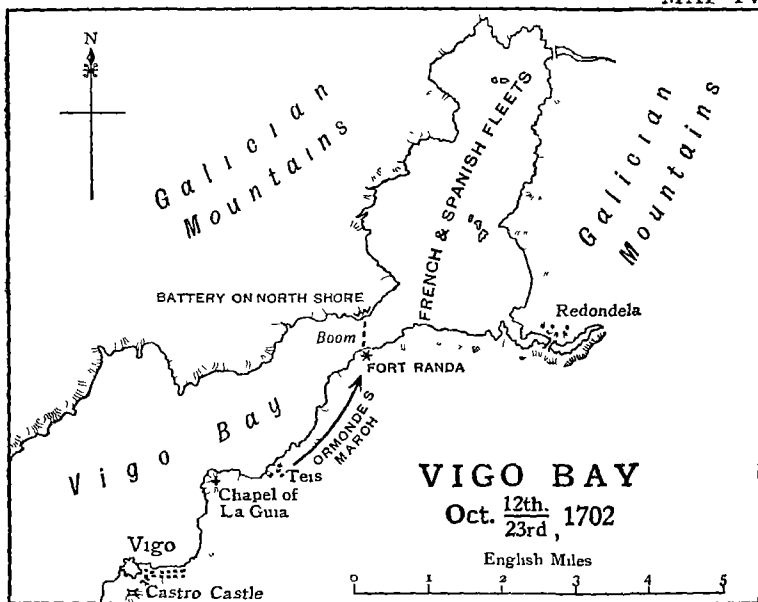 N
Galician
Mountains
Galician
Mountains
FRENCH & SPANISH FLEETS
BATTERY ON NORTH SHORE
Redondela
Boom
FORT RANDA
Vigo Bay
ORMONDE'S
MARCH
Teis
Chapel of
La Guia
VIGO BAY
Oct. 12th./23rd, 1702
Vigo
English Miles
Castro Castle
0 1 2 3 4 5